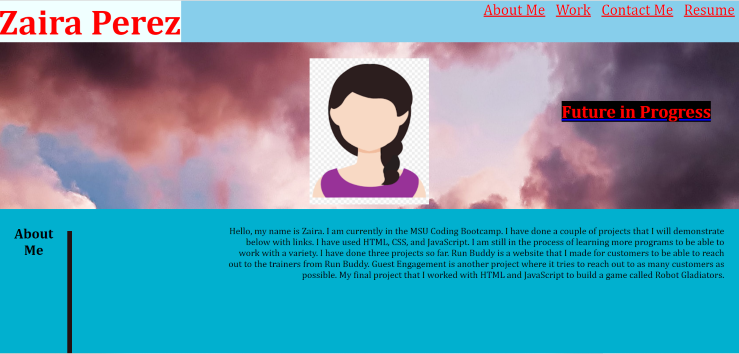 Zaira Perez
About Me Work Contact Me Resume
Future in Progress
About
Me
Hello, my name is Zaira. I am currently in the MSU Coding Bootcamp. I have done a couple of projects that I will demonstrate
below with links. I have used HTML, CSS, and JavaScript. I am still in the process of learning more programs to be able to
work with a variety. I have done three projects so far. Run Buddy is a website that I made for customers to be able to reach
out to the trainers from Run Buddy. Guest Engagement is another project where it tries to reach out to as many customers as
possible. My final project that I worked with HTML and JavaScript to build a game called Robot Gladiators.